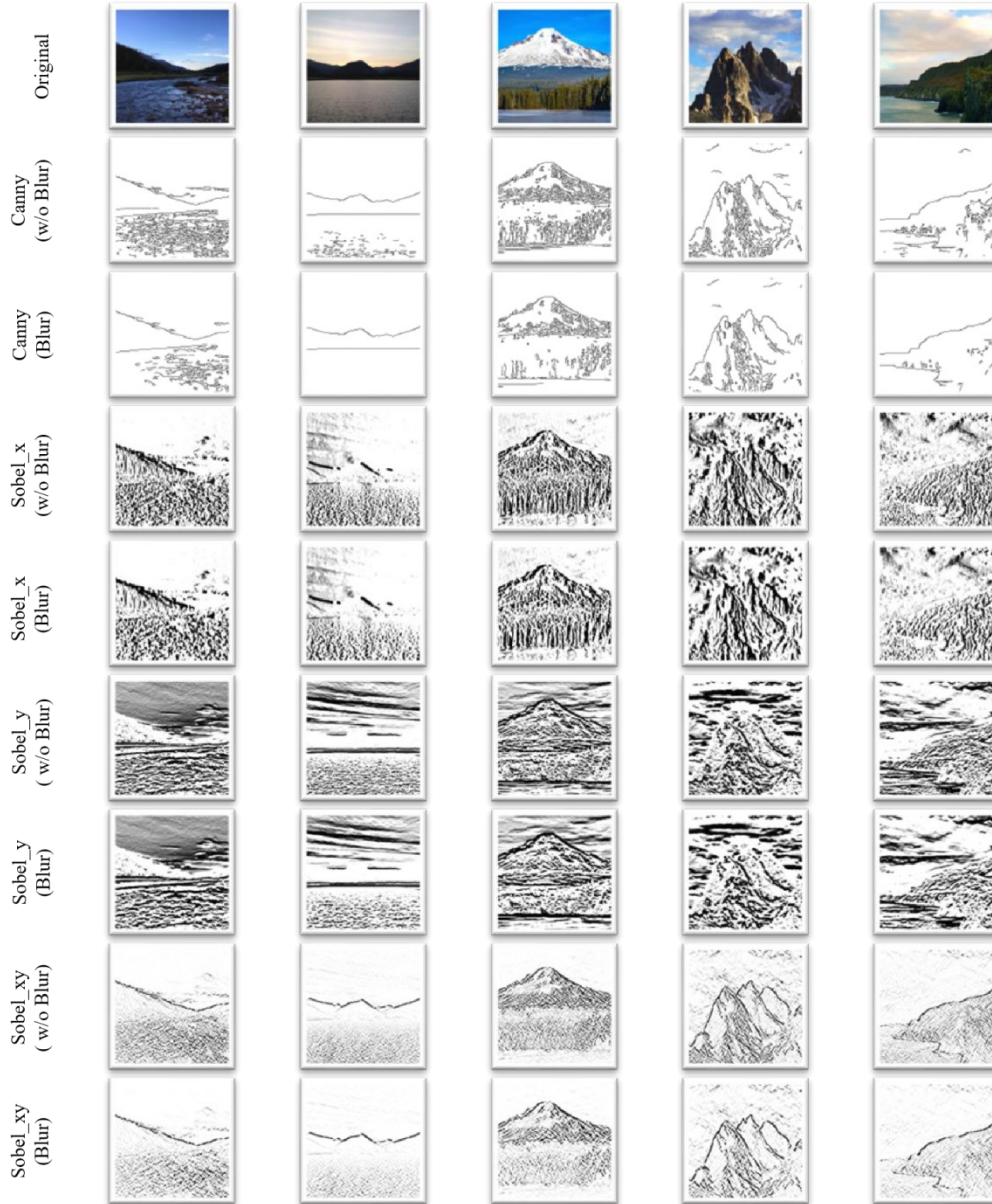 Original
Canny
(w/o Blur)
Canny
(Blur)
Sobel_x
(w/o Blur)
Sobel_x
(Blur)
Sobel_y
( w/o Blur)
Sobel_y
(Blur)
Sobel_xy
( w/o Blur)
Sobel_xy
(Blur)